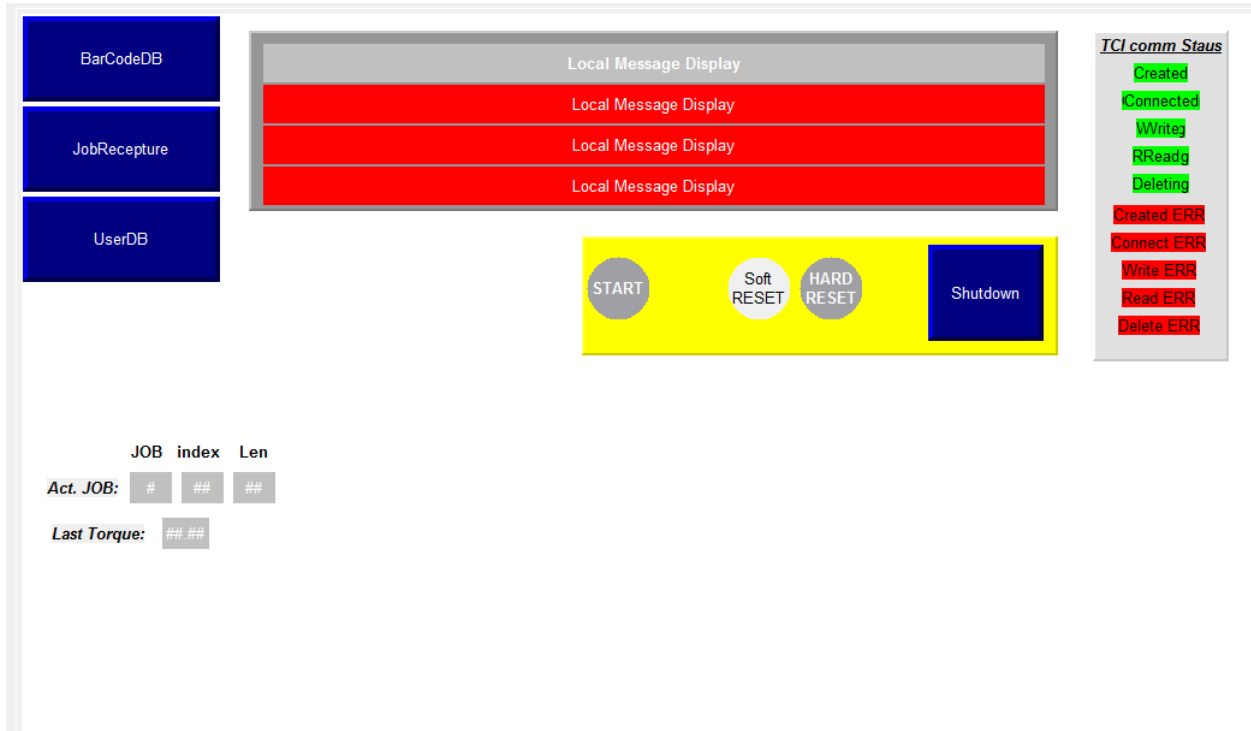 BarCodeDB
JobRecepture
UserDB
Local Message Display
Local Message Display
Local Message Display
Local Message Display
START
Soft
RESET
HARD
RESET
Shutdown
TCI comm Staus
Created
Connected
Deleting
Created ERR
Connect ERR
Write ERR
Read ERR
Delete ERR
JOB index Len
Act. JOB: # ## ##
Last Torque: ##.##